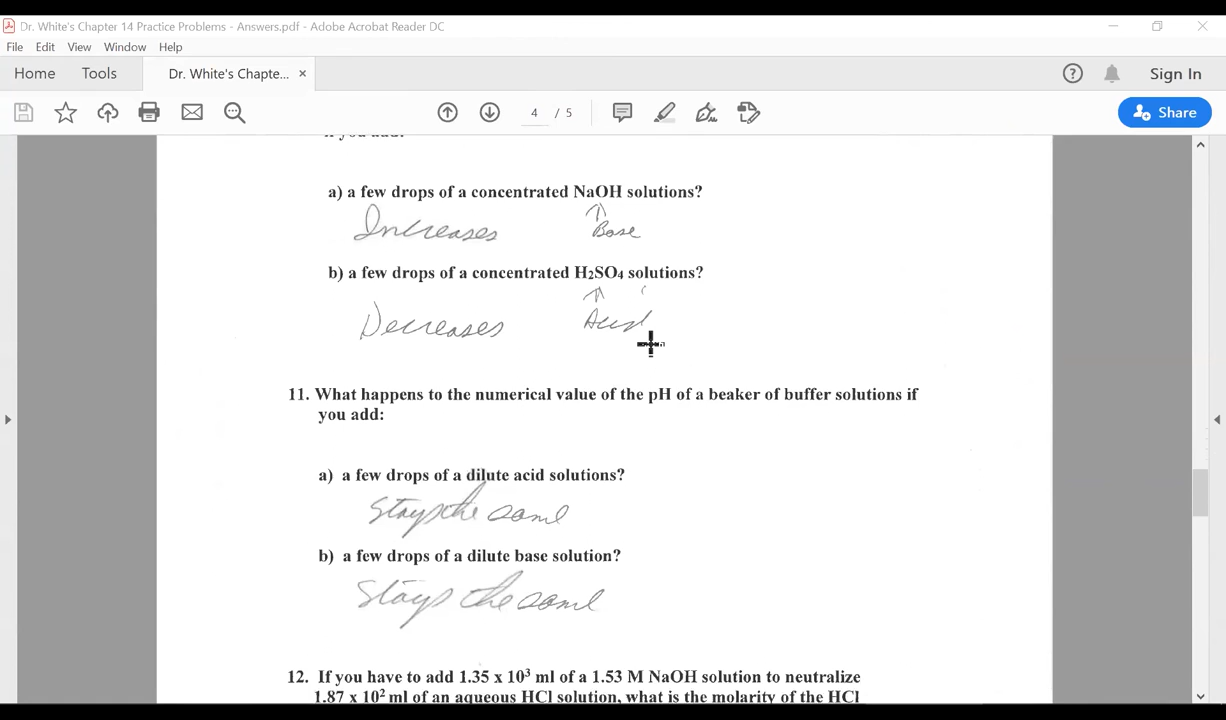 Dr. White's Chapter 14 Practice Problems - Answers.pdf - Adobe Acrobat Reader DC
File Edit View Window Help
Home Tools Dr. White's Chapte... × Sign In
4 / 5 Share
if you add:
a) a few drops of a concentrated NaOH solutions?
Increases Base
b) a few drops of a concentrated H₂SO₄ solutions?
Decreases Acid
11. What happens to the numerical value of the pH of a beaker of buffer solutions if
you add:
a) a few drops of a dilute acid solutions?
Stays the same
b) a few drops of a dilute base solution?
Stays the same
12. If you have to add 1.35 x 10³ ml of a 1.53 M NaOH solution to neutralize
1.87 x 10² ml of an aqueous HCl solution, what is the molarity of the HCl